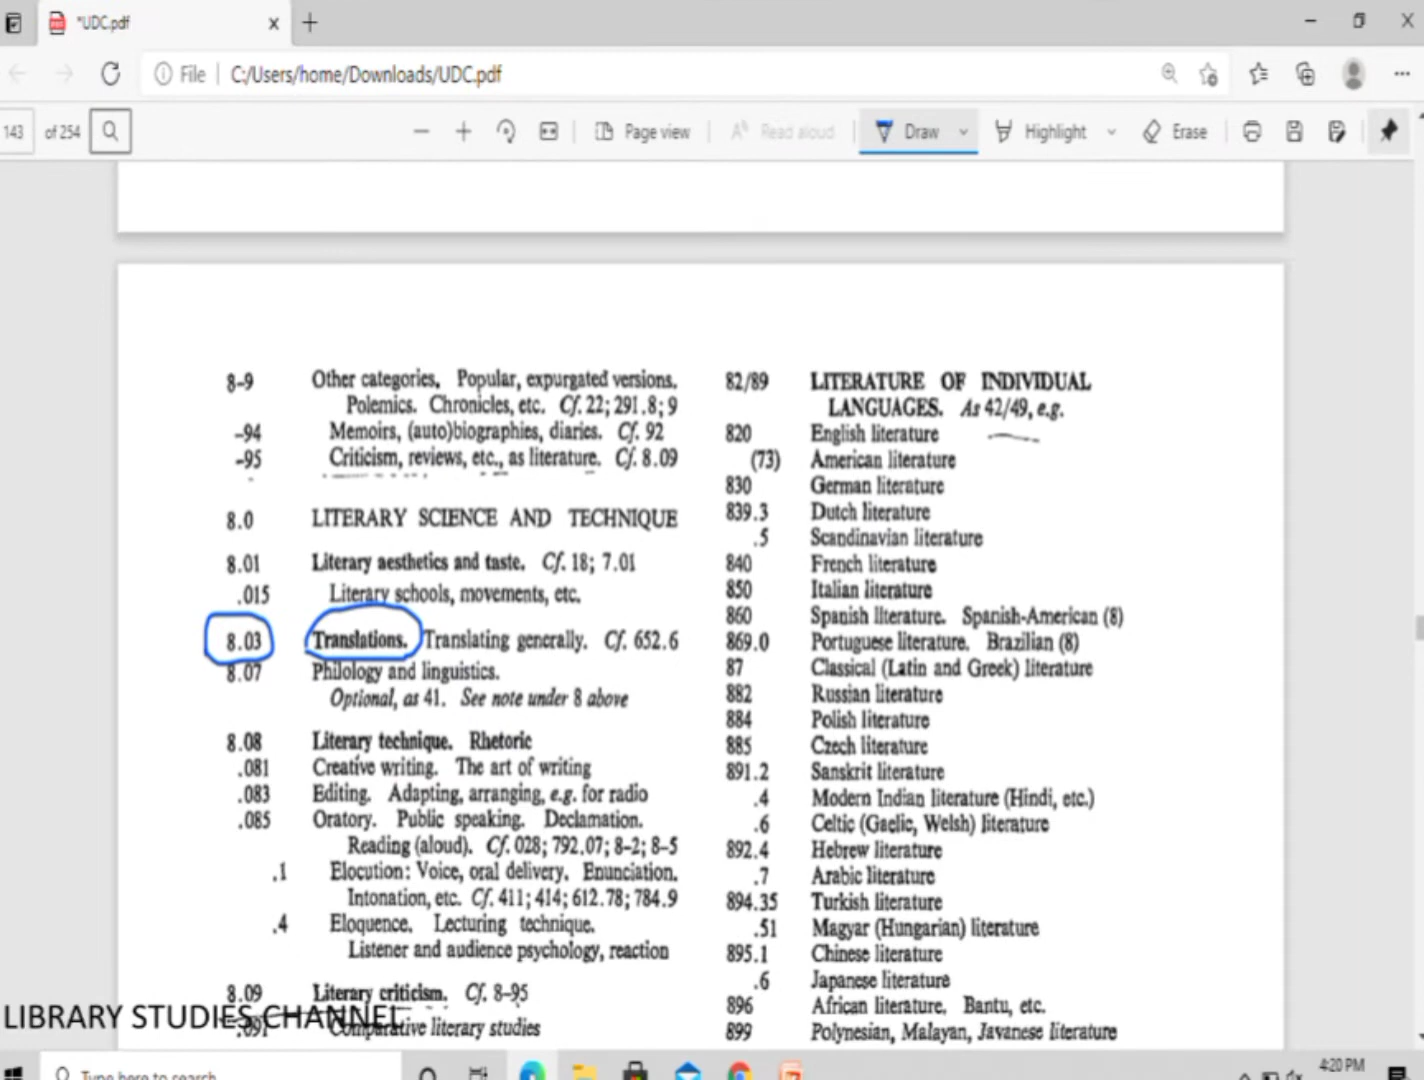 *UDC.pdf
File C:/Users/home/Downloads/UDC.pdf
143 of 254 Page view Read aloud Draw Highlight Erase
8-9 Other categories. Popular, expurgated versions.
Polemics. Chronicles, etc. Cf. 22; 291.8; 9
-94 Memoirs, (auto)biographies, diaries. Cf. 92
-95 Criticism, reviews, etc., as literature. Cf. 8.09
8.0 LITERARY SCIENCE AND TECHNIQUE
8.01 Literary aesthetics and taste. Cf. 18; 7.01
.015 Literary schools, movements, etc.
8.03 Translations. Translating generally. Cf. 652.6
8.07 Philology and linguistics.
Optional, as 41. See note under 8 above
8.08 Literary technique. Rhetoric
.081 Creative writing. The art of writing
.083 Editing. Adapting, arranging, e.g. for radio
.085 Oratory. Public speaking. Declamation.
Reading (aloud). Cf. 028; 792.07; 8-2; 8-5
.1 Elocution: Voice, oral delivery. Enunciation.
Intonation, etc. Cf. 411; 414; 612.78; 784.9
.4 Eloquence. Lecturing technique.
Listener and audience psychology, reaction
8.09 Literary criticism. Cf. 8-95
.091 Comparative literary studies
82/89 LITERATURE OF INDIVIDUAL
LANGUAGES. As 42/49, e.g.
820 English literature
(73) American literature
830 German literature
839.3 Dutch literature
.5 Scandinavian literature
840 French literature
850 Italian literature
860 Spanish literature. Spanish-American (8)
869.0 Portuguese literature. Brazilian (8)
87 Classical (Latin and Greek) literature
882 Russian literature
884 Polish literature
885 Czech literature
891.2 Sanskrit literature
.4 Modern Indian literature (Hindi, etc.)
.6 Celtic (Gaelic, Welsh) literature
892.4 Hebrew literature
.7 Arabic literature
894.35 Turkish literature
.51 Magyar (Hungarian) literature
895.1 Chinese literature
.6 Japanese literature
896 African literature. Bantu, etc.
899 Polynesian, Malayan, Javanese literature
LIBRARY STUDIES CHANNEL
Type here to search
4:20 PM